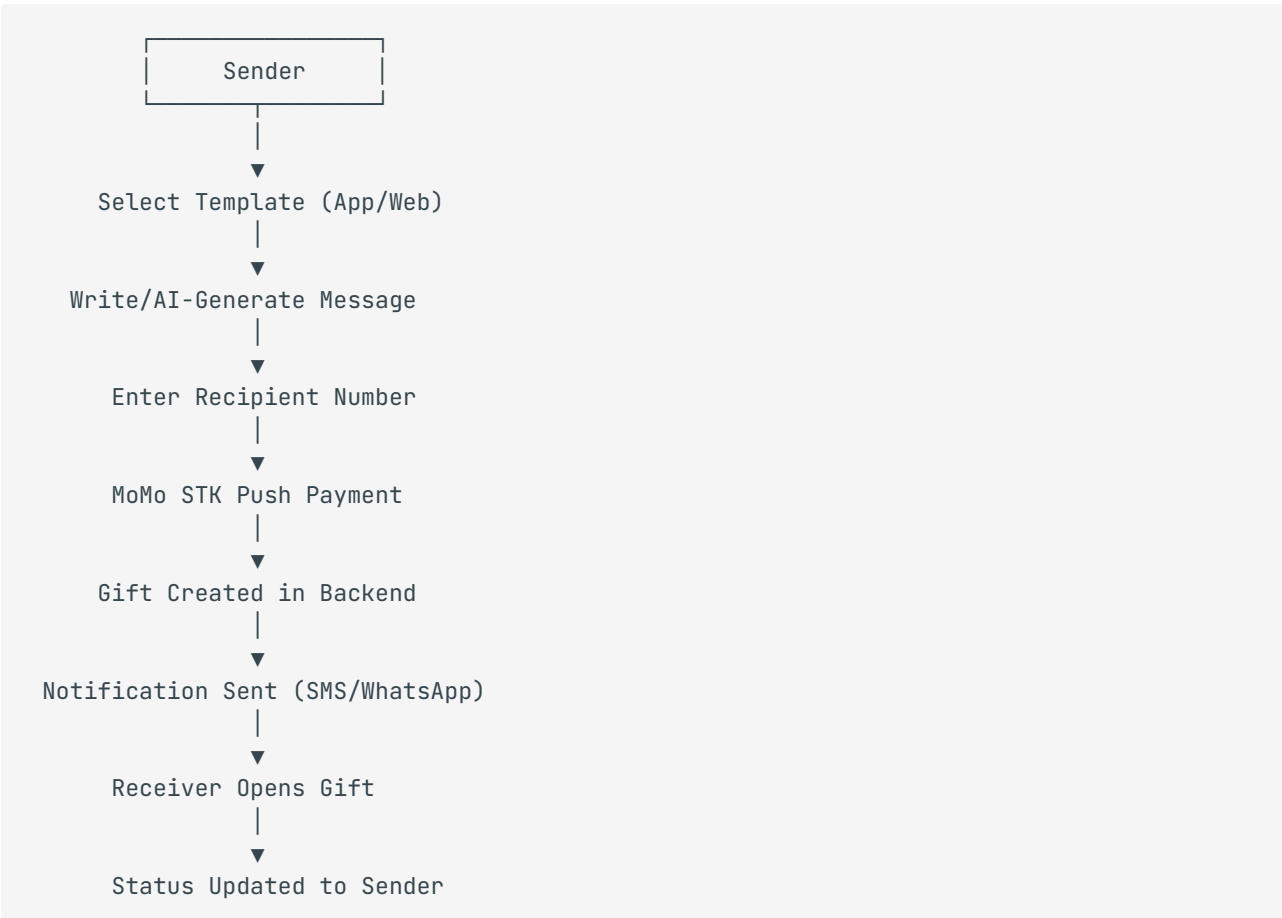 Sender
Select Template (App/Web)
Write/AI-Generate Message
Enter Recipient Number
MoMo STK Push Payment
Gift Created in Backend
Notification Sent (SMS/WhatsApp)
Receiver Opens Gift
Status Updated to Sender